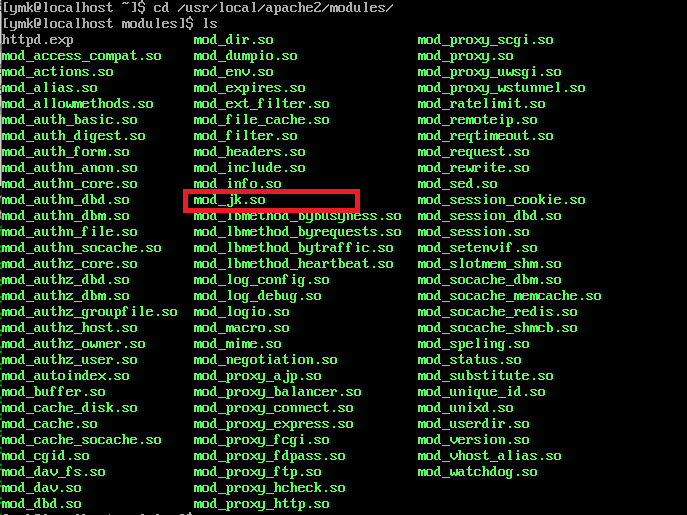 [ymk@localhost ~]$ cd /usr/local/apache2/modules/
[ymk@localhost modules]$ ls
httpd.exp mod_dir.so mod_proxy_scgi.so
mod_access_compat.so mod_dumpio.so mod_proxy.so
mod_actions.so mod_env.so mod_proxy_uwsgi.so
mod_alias.so mod_expires.so mod_proxy_wstunnel.so
mod_allowmethods.so mod_ext_filter.so mod_ratelimit.so
mod_auth_basic.so mod_file_cache.so mod_remoteip.so
mod_auth_digest.so mod_filter.so mod_reqtimeout.so
mod_auth_form.so mod_headers.so mod_request.so
mod_authn_anon.so mod_include.so mod_rewrite.so
mod_authn_core.so mod_info.so mod_sed.so
mod_authn_dbd.so mod_jk.so mod_session_cookie.so
mod_authn_dbm.so mod_lbmethod_bybusyness.so mod_session_dbd.so
mod_authn_file.so mod_lbmethod_byrequests.so mod_session.so
mod_authn_socache.so mod_lbmethod_bytraffic.so mod_setenvif.so
mod_authz_core.so mod_lbmethod_heartbeat.so mod_slotmem_shm.so
mod_authz_dbd.so mod_log_config.so mod_socache_dbm.so
mod_authz_dbm.so mod_log_debug.so mod_socache_memcache.so
mod_authz_groupfile.so mod_logio.so mod_socache_redis.so
mod_authz_host.so mod_macro.so mod_socache_shmcb.so
mod_authz_owner.so mod_mime.so mod_speling.so
mod_authz_user.so mod_negotiation.so mod_status.so
mod_autoindex.so mod_proxy_ajp.so mod_substitute.so
mod_buffer.so mod_proxy_balancer.so mod_unique_id.so
mod_cache_disk.so mod_proxy_connect.so mod_unixd.so
mod_cache.so mod_proxy_express.so mod_userdir.so
mod_cache_socache.so mod_proxy_fcgi.so mod_version.so
mod_cgid.so mod_proxy_fdpass.so mod_vhost_alias.so
mod_dav_fs.so mod_proxy_ftp.so mod_watchdog.so
mod_dav.so mod_proxy_hcheck.so
mod_dbd.so mod_proxy_http.so